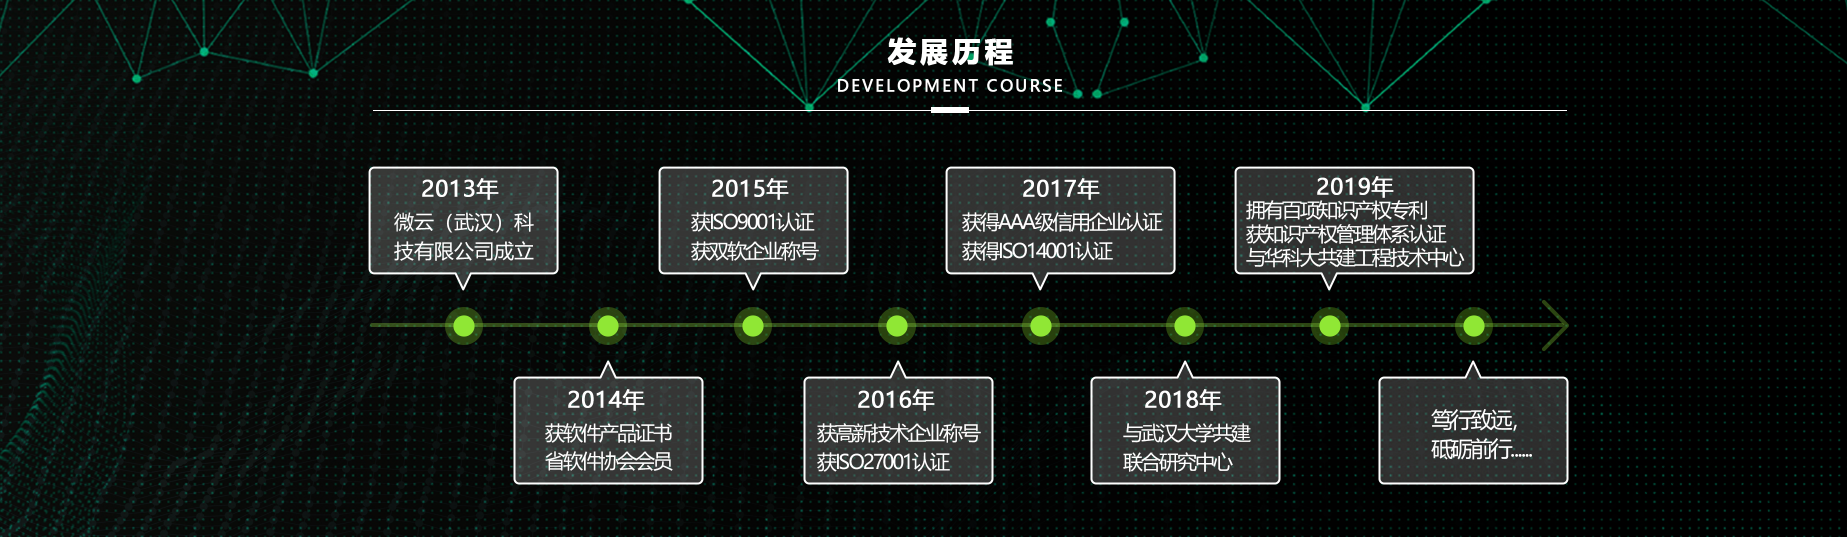 发展历程
DEVELOPMENT COURSE
2013年
微云（武汉）科
技有限公司成立
2014年
获软件产品证书
省软件协会会员
2015年
获ISO9001认证
获双软企业称号
2016年
获高新技术企业称号
获ISO27001认证
2017年
获得AAA级信用企业认证
获得ISO14001认证
2018年
与武汉大学共建
联合研究中心
2019年
拥有百项知识产权专利
获知识产权管理体系认证
与华科大共建工程技术中心
笃行致远，
砥砺前行......